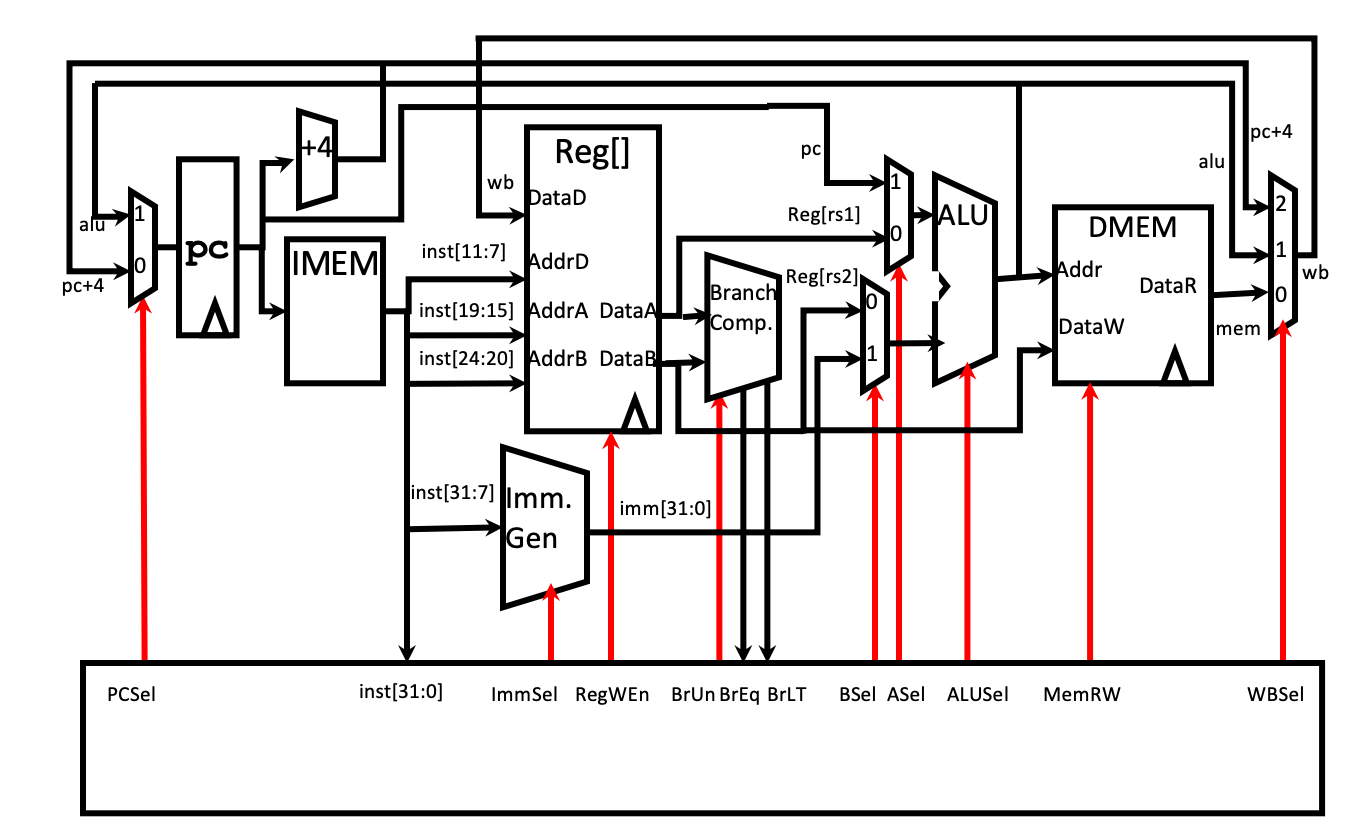 pc+4
alu
+4
pc
Reg[]
1
wb
DataD
alu
2
1
Reg[rs1]
ALU
DMEM
alu
pc
IMEM
inst[11:7]
AddrD
0
1
0
pc+4
Reg[rs2]
Addr
wb
Branch
Comp.
0
DataR
0
inst[19:15]
AddrA
DataA
mem
DataW
inst[24:20]
AddrB
DataB
1
inst[31:7]
Imm.
Gen
imm[31:0]
PCSel
inst[31:0]
ImmSel
RegWEn
BrUn
BrEq
BrLT
BSel
ASel
ALUSel
MemRW
WBSel
pc